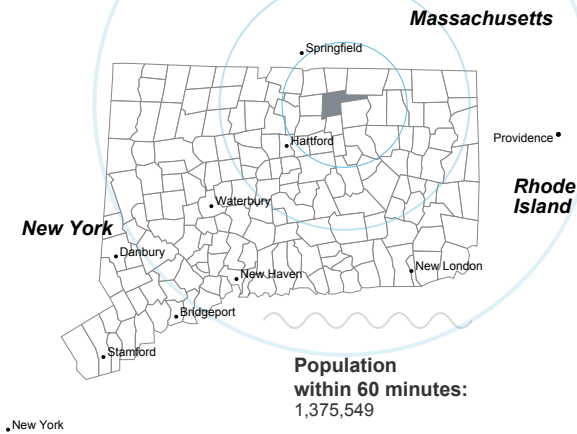 Massachusetts
Springfield
Providence
Hartford
Rhode
Island
Waterbury
New York
Danbury
New London
New Haven
Bridgeport
Stamford
Population
within 60 minutes:
1,375,549
New York